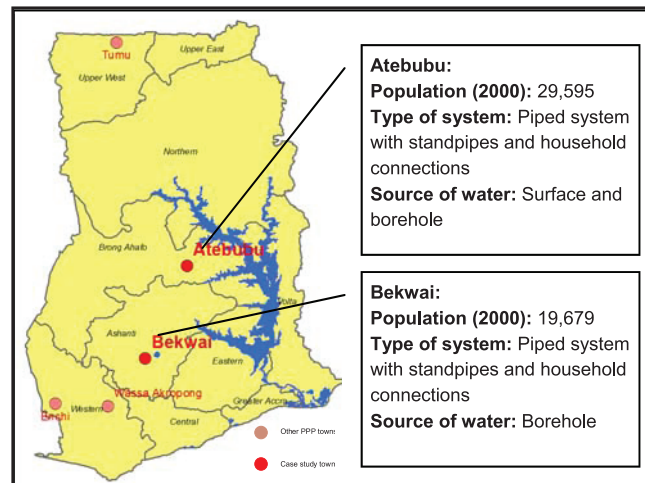 Tumu
Upper East
Upper West
Northern
Brong Ahafo
Atebubu
Volta
Ashanti
Bekwai
Eastern
Wassa Akropong
Enchi
Western
Greater Accra
Central
Other PPP towns
Case study town
Atebubu:
Population (2000): 29,595
Type of system: Piped system
with standpipes and household
connections
Source of water: Surface and
borehole
Bekwai:
Population (2000): 19,679
Type of system: Piped system
with standpipes and household
connections
Source of water: Borehole